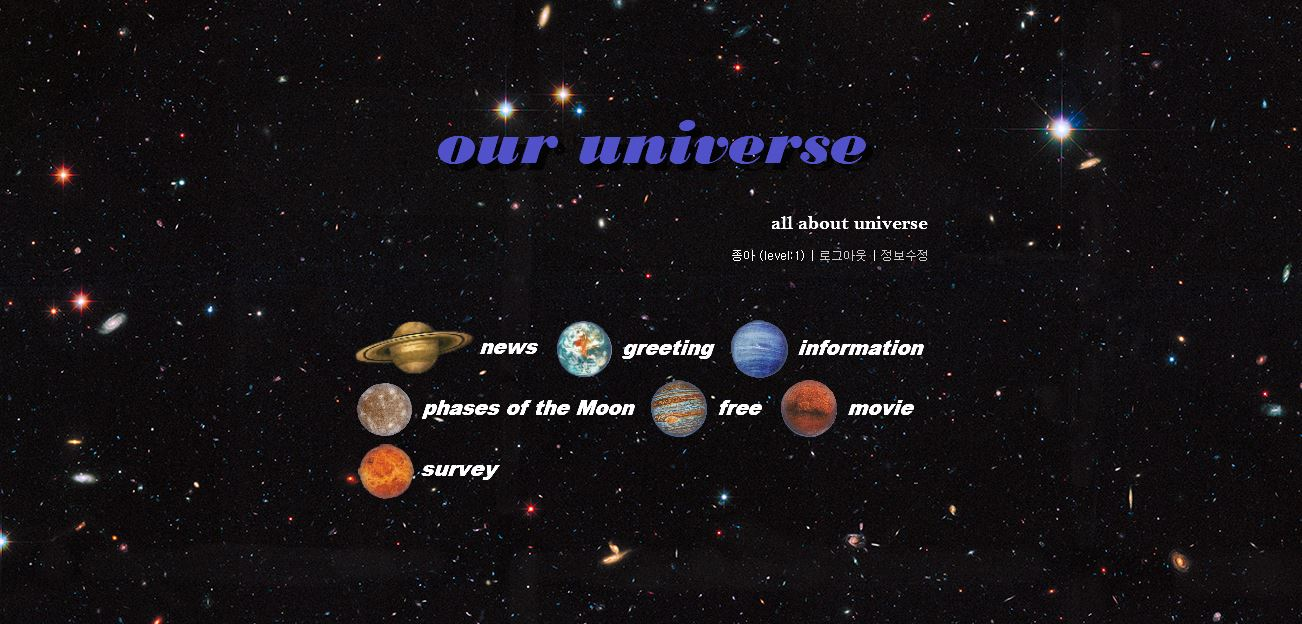 our universe
all about universe
종아 (level:1) | 로그아웃 | 정보수정
news greeting information
phases of the Moon free movie
survey